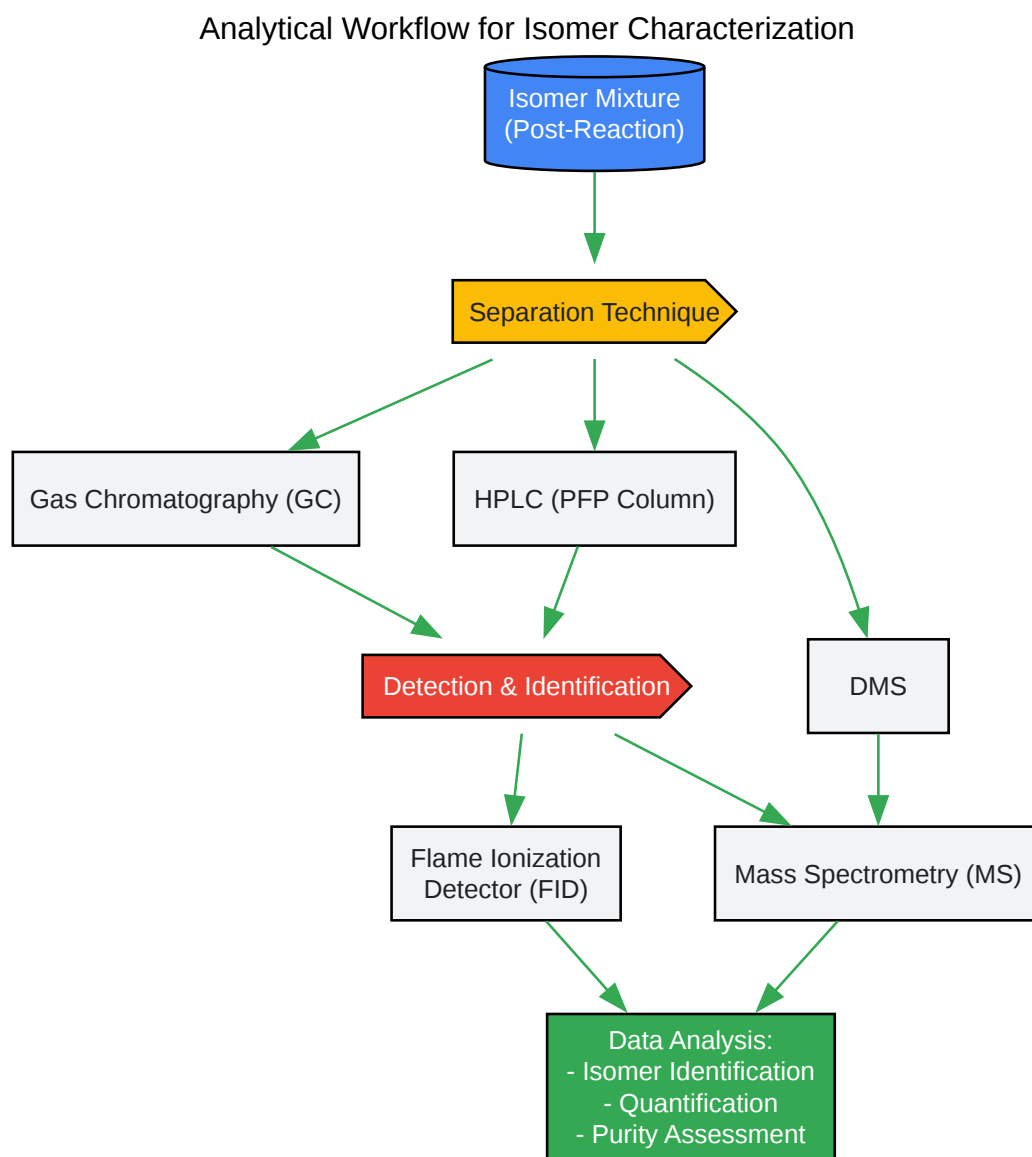 Analytical Workflow for Isomer Characterization
Isomer Mixture
(Post-Reaction)
Separation Technique
Gas Chromatography (GC)
HPLC (PFP Column)
Detection & Identification
DMS
Flame Ionization
Detector (FID)
Mass Spectrometry (MS)
Data Analysis:
- Isomer Identification
- Quantification
- Purity Assessment